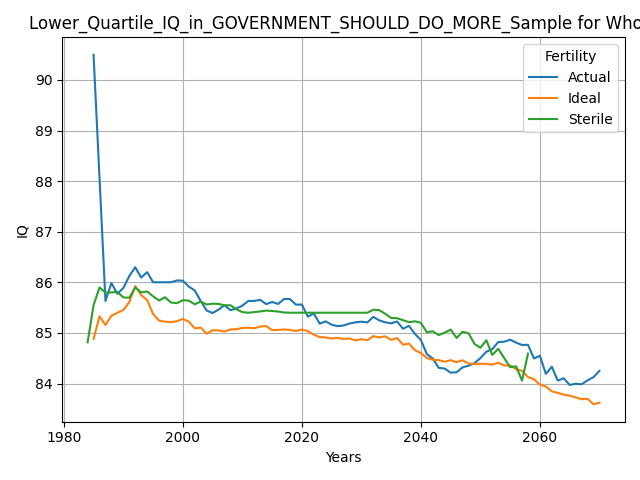 Lower_Quartile_IQ_in_GOVERNMENT_SHOULD_DO_MORE_Sample for Who
Fertility
Actual
Ideal
Sterile
IQ
90
89
88
87
86
85
84
1980
2000
2020
2040
2060
Years